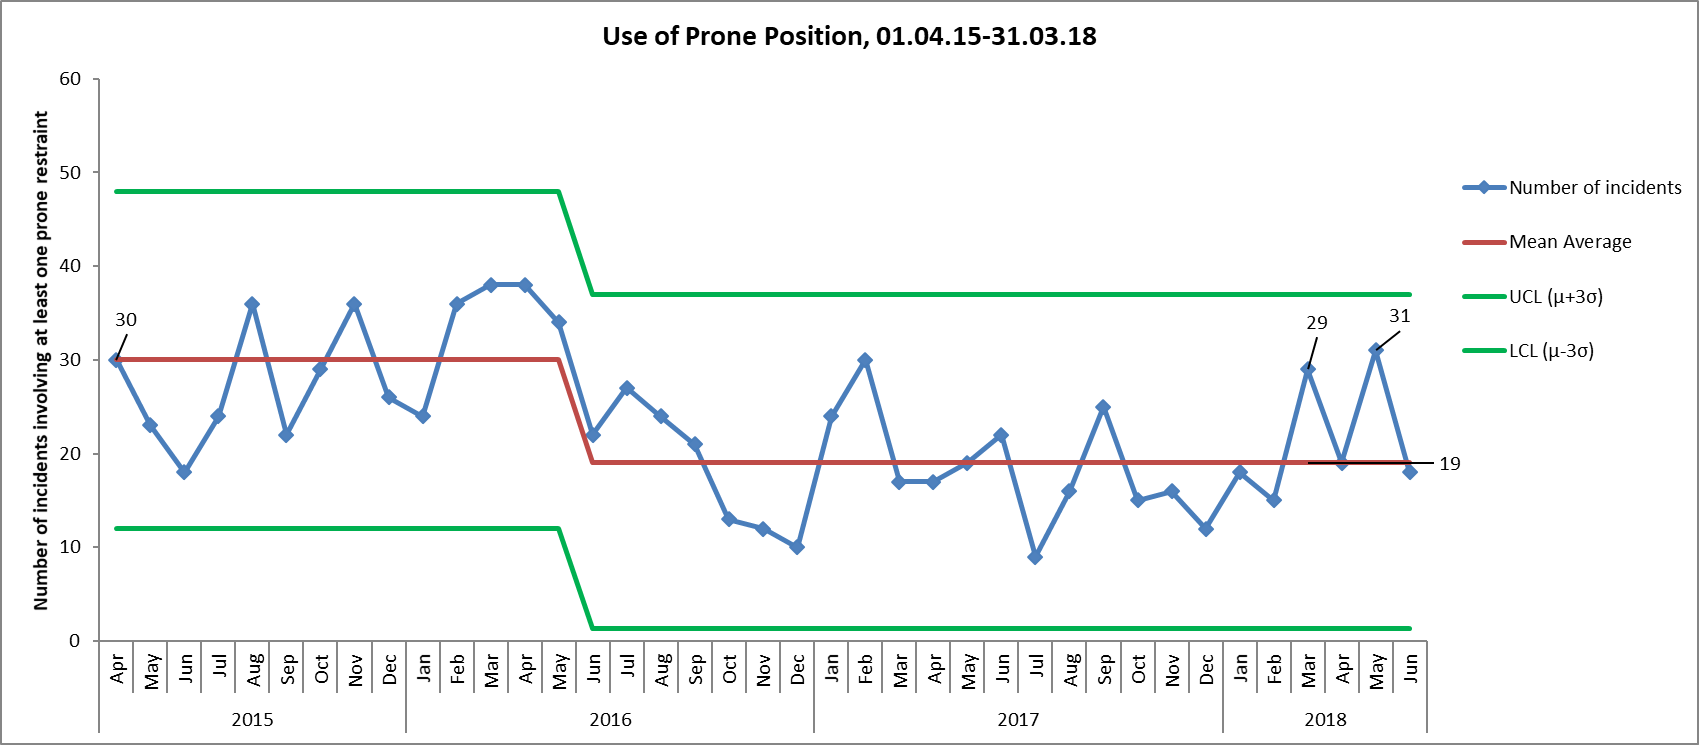 Use of Prone Position, 01.04.15-31.03.18
Number of incidents involving at least one prone restraint
60
50
40
30
20
10
0
30
29
31
19
Number of incidents
Mean Average
UCL (μ+3σ)
LCL (μ-3σ)
Apr May Jun Jul Aug Sep Oct Nov Dec Jan Feb Mar Apr May Jun Jul Aug Sep Oct Nov Dec Jan Feb Mar Apr May Jun Jul Aug Sep Oct Nov Dec Jan Feb Mar Apr May Jun
2015 2016 2017 2018